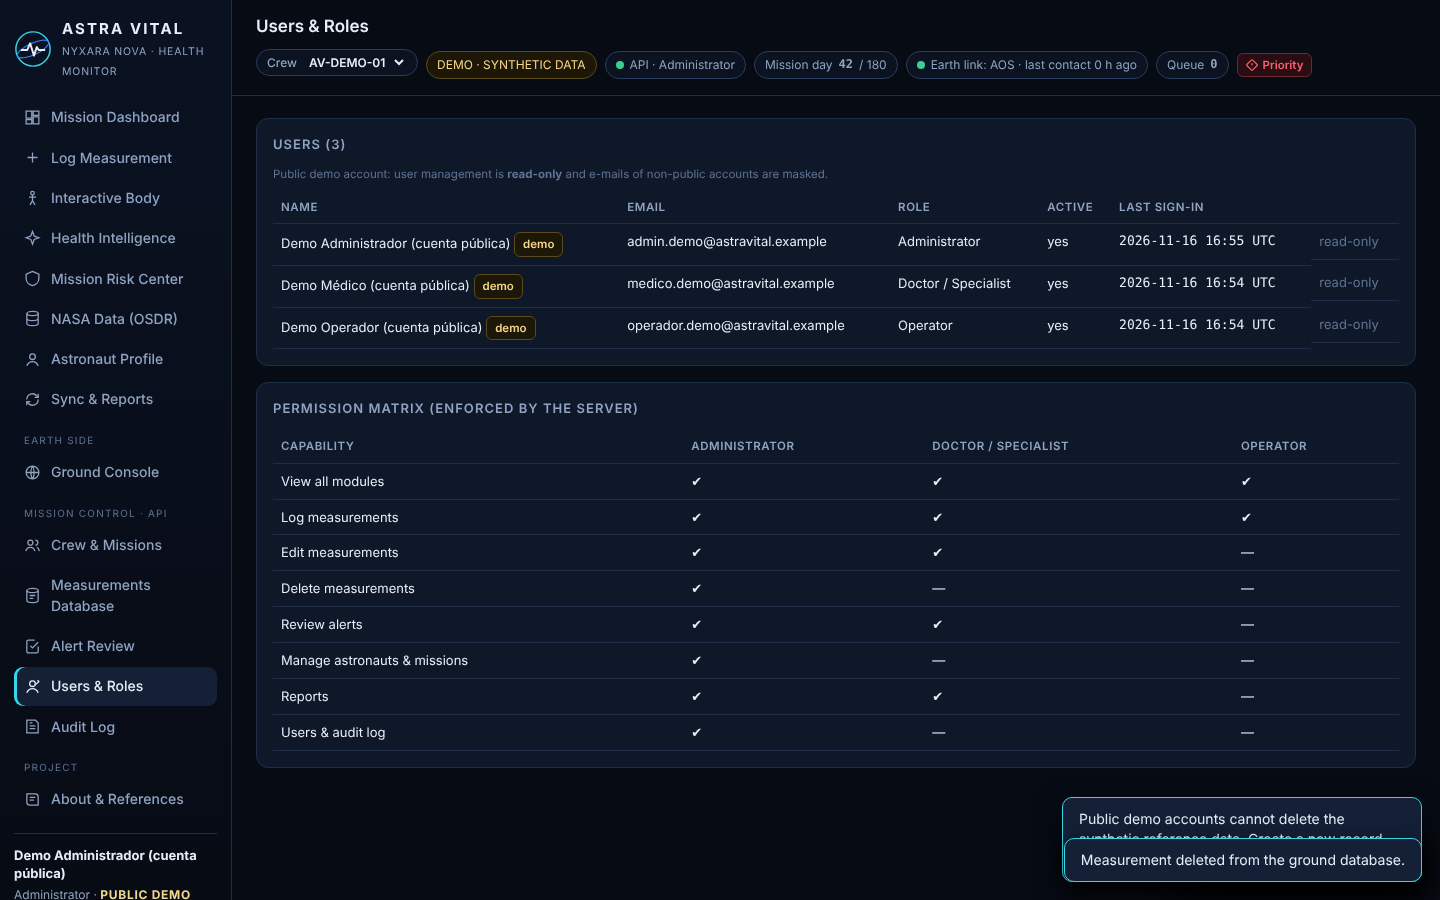 ASTRA VITAL
NYXARA NOVA · HEALTH
MONITOR
Mission Dashboard
Log Measurement
Interactive Body
Health Intelligence
Mission Risk Center
NASA Data (OSDR)
Astronaut Profile
Sync & Reports
EARTH SIDE
Ground Console
MISSION CONTROL · API
Crew & Missions
Measurements
Database
Alert Review
Users & Roles
Audit Log
PROJECT
About & References
Demo Administrador (cuenta
pública)
Administrator · PUBLIC DEMO
Users & Roles
Crew AV-DEMO-01 DEMO · SYNTHETIC DATA API · Administrator Mission day 42 / 180 Earth link: AOS · last contact 0 h ago Queue 0 Priority
USERS (3)
Public demo account: user management is read-only and e-mails of non-public accounts are masked.
NAME EMAIL ROLE ACTIVE LAST SIGN-IN
Demo Administrador (cuenta pública) demo admin.demo@astravital.example Administrator yes 2026-11-16 16:55 UTC read-only
Demo Médico (cuenta pública) demo medico.demo@astravital.example Doctor / Specialist yes 2026-11-16 16:54 UTC read-only
Demo Operador (cuenta pública) demo operador.demo@astravital.example Operator yes 2026-11-16 16:54 UTC read-only
PERMISSION MATRIX (ENFORCED BY THE SERVER)
CAPABILITY ADMINISTRATOR DOCTOR / SPECIALIST OPERATOR
View all modules ✔ ✔ ✔
Log measurements ✔ ✔ ✔
Edit measurements ✔ ✔ —
Delete measurements ✔ — —
Review alerts ✔ ✔ —
Manage astronauts & missions ✔ — —
Reports ✔ ✔ —
Users & audit log ✔ — —
Public demo accounts cannot delete the
synthetic reference data. Create a new record
Measurement deleted from the ground database.